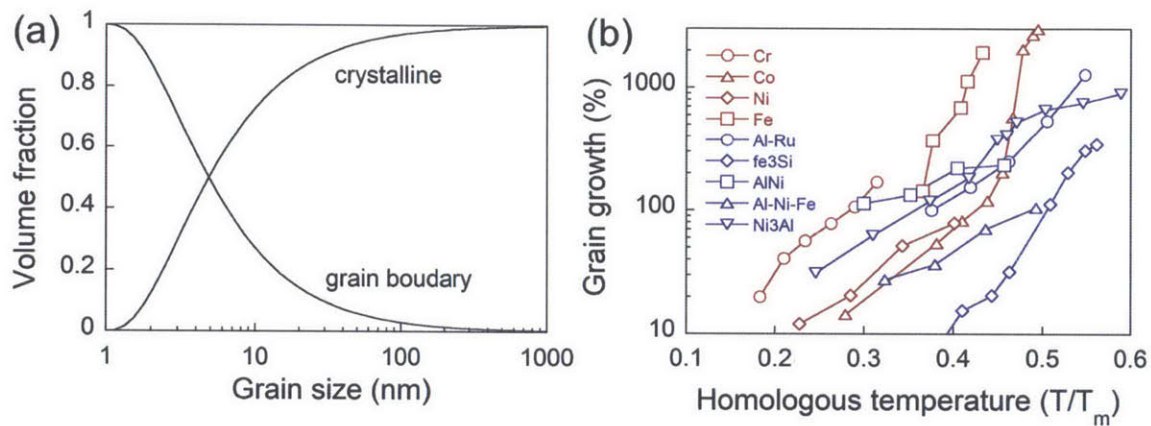 (a)
1
0.8
0.6
0.4
0.2
0
Volume fraction
crystalline
grain boudary
1
10
100
1000
Grain size (nm)
(b)
1000
100
10
Grain growth (%)
Cr
Co
Ni
Fe
Al-Ru
fe3Si
AlNi
Al-Ni-Fe
Ni3Al
0.1
0.2
0.3
0.4
0.5
0.6
Homologous temperature (T/Tm)